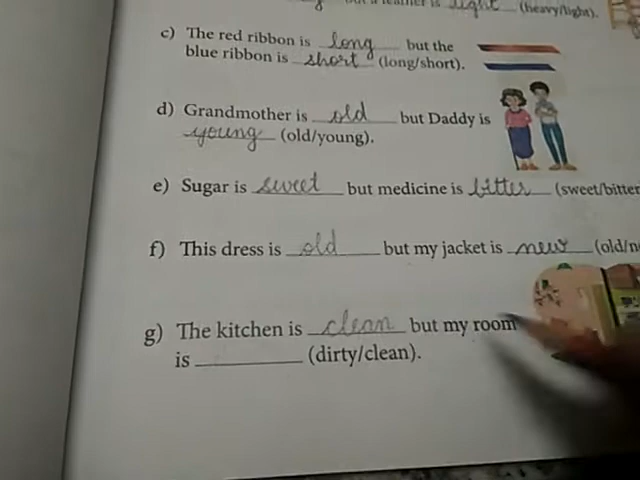 light (heavy/light).
c) The red ribbon is long but the
blue ribbon is short (long/short).
d) Grandmother is old but Daddy is
young (old/young).
e) Sugar is sweet but medicine is bitter (sweet/bitter
f) This dress is old but my jacket is new (old/n
g) The kitchen is clean but my room
is __________ (dirty/clean).